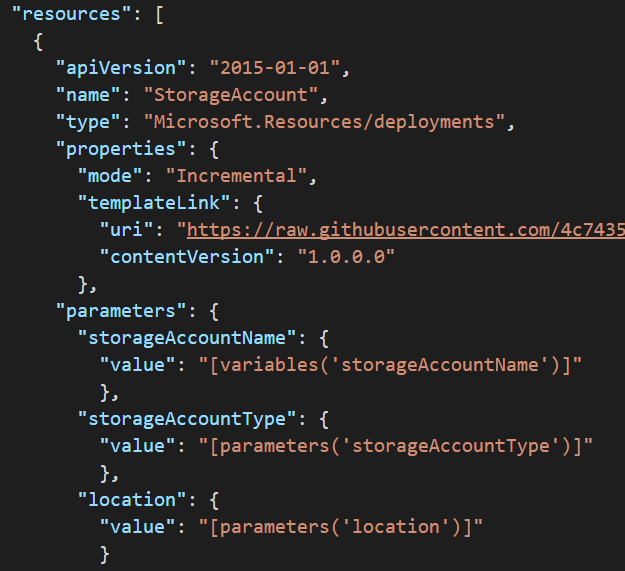 "resources": [
{
"apiVersion": "2015-01-01",
"name": "StorageAccount",
"type": "Microsoft.Resources/deployments",
"properties": {
"mode": "Incremental",
"templateLink": {
"uri": "https://raw.githubusercontent.com/4c7435
"contentVersion": "1.0.0.0"
},
"parameters": {
"storageAccountName": {
"value": "[variables('storageAccountName')]"
},
"storageAccountType": {
"value": "[parameters('storageAccountType')]"
},
"location": {
"value": "[parameters('location')]"
}